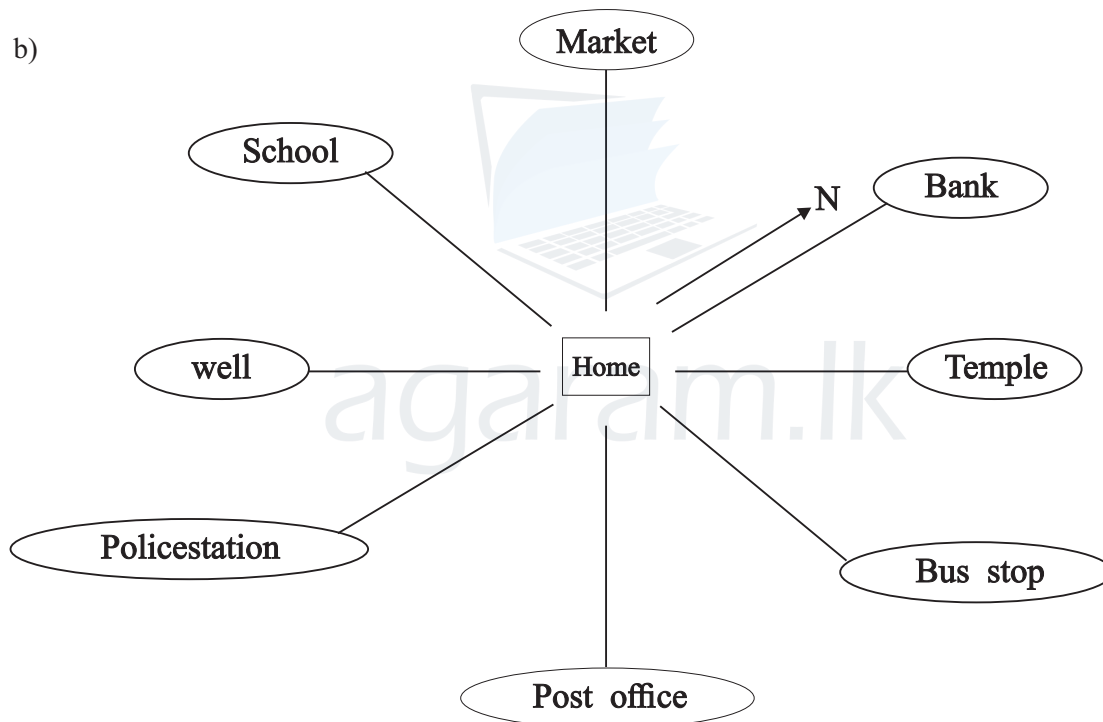 b)
Market
School
Bank
N
well
Home
Temple
agaram.lk
Policestation
Bus stop
Post office